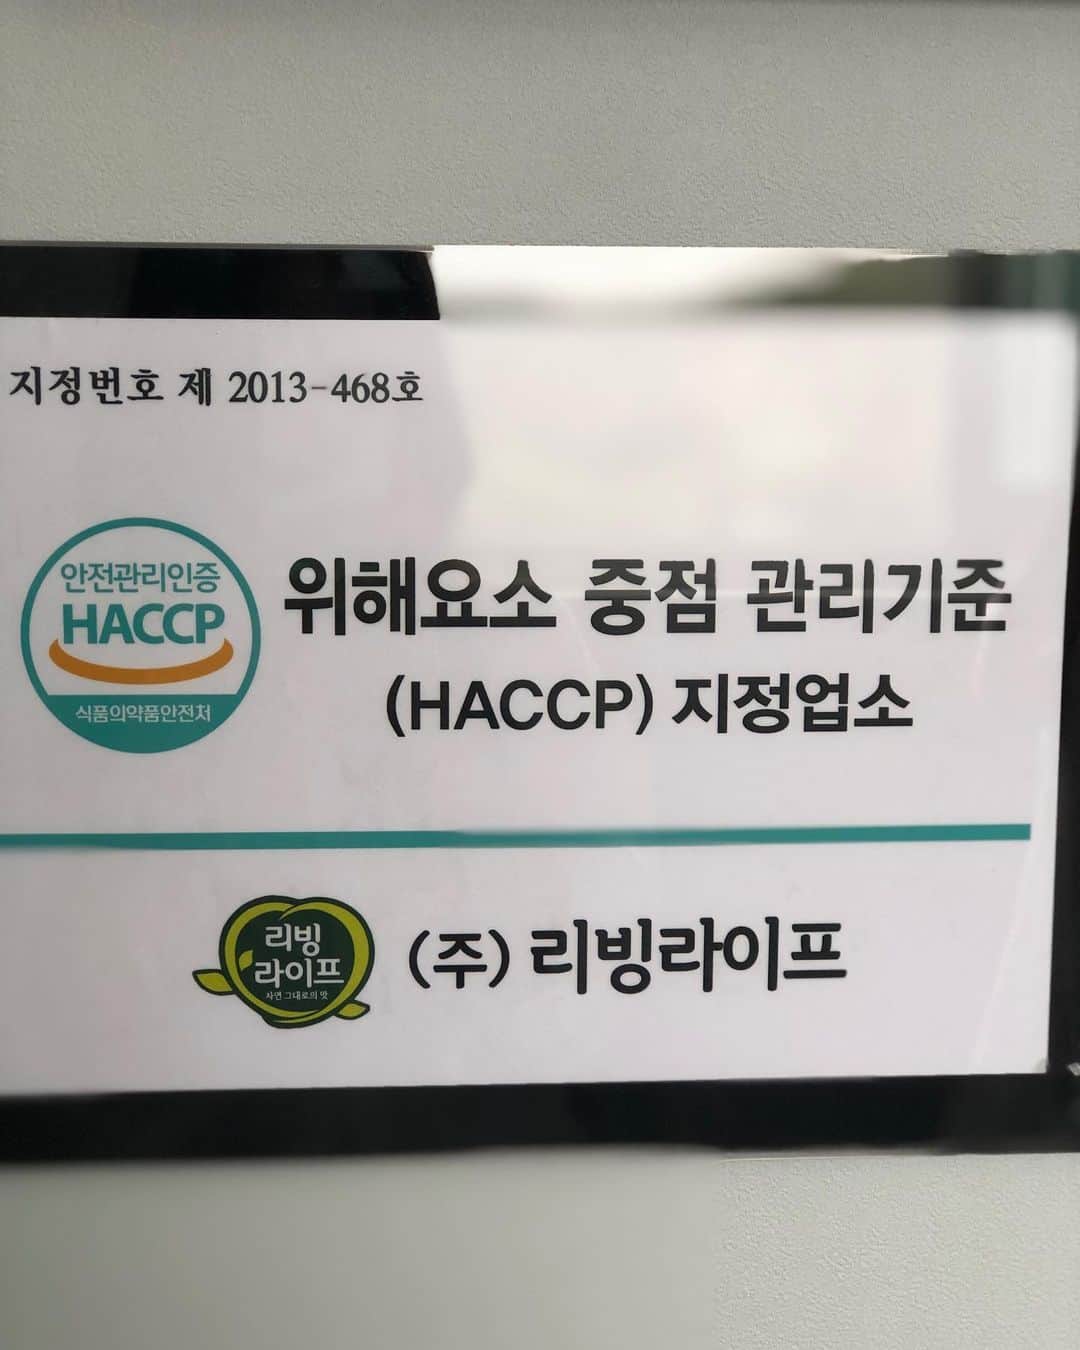 지정번호 제 2013-468호
안전관리인증
HACCP
식품의약품안전처
위해요소 중점 관리기준
(HACCP) 지정업소
리빙
라이프
자연 그대로의 맛
(주) 리빙라이프